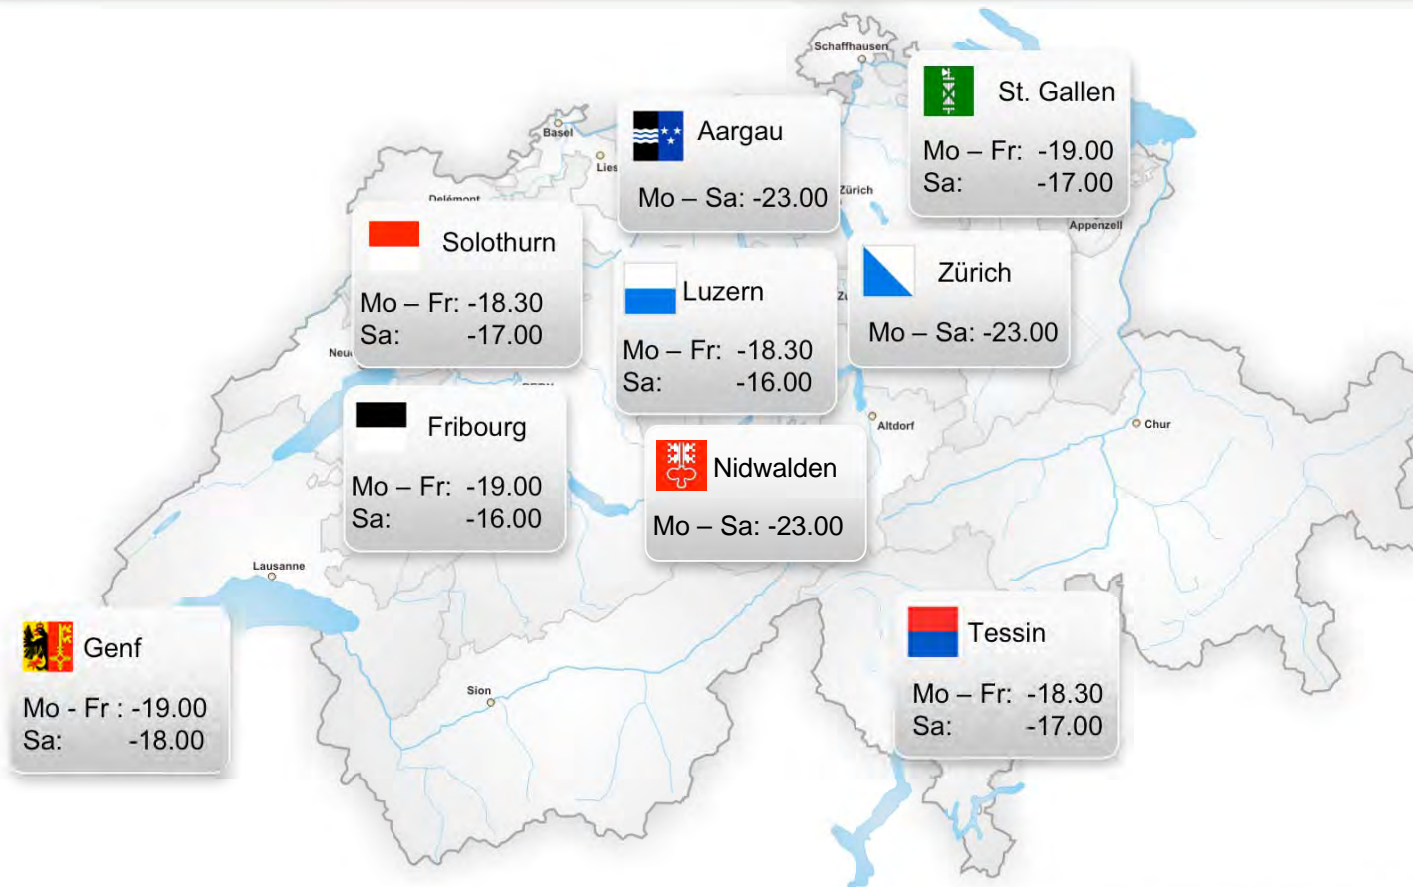 Schaffhausen
St. Gallen
Mo – Fr: -19.00
Sa: -17.00
Basel
Aargau
Mo – Sa: -23.00
Zürich
Appenzell
Delémont
Solothurn
Mo – Fr: -18.30
Sa: -17.00
Luzern
Mo – Fr: -18.30
Sa: -16.00
Zürich
Mo – Sa: -23.00
Fribourg
Mo – Fr: -19.00
Sa: -16.00
Altdorf
Chur
Nidwalden
Mo – Sa: -23.00
Lausanne
Genf
Mo - Fr : -19.00
Sa: -18.00
Sion
Tessin
Mo – Fr: -18.30
Sa: -17.00